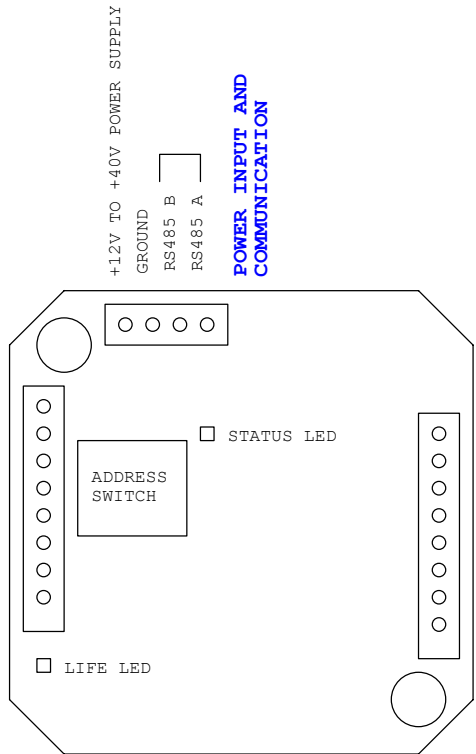 +12V TO +40V POWER SUPPLY
GROUND
RS485 B
RS485 A
POWER INPUT AND
COMMUNICATION
STATUS LED
ADDRESS
SWITCH
LIFE LED